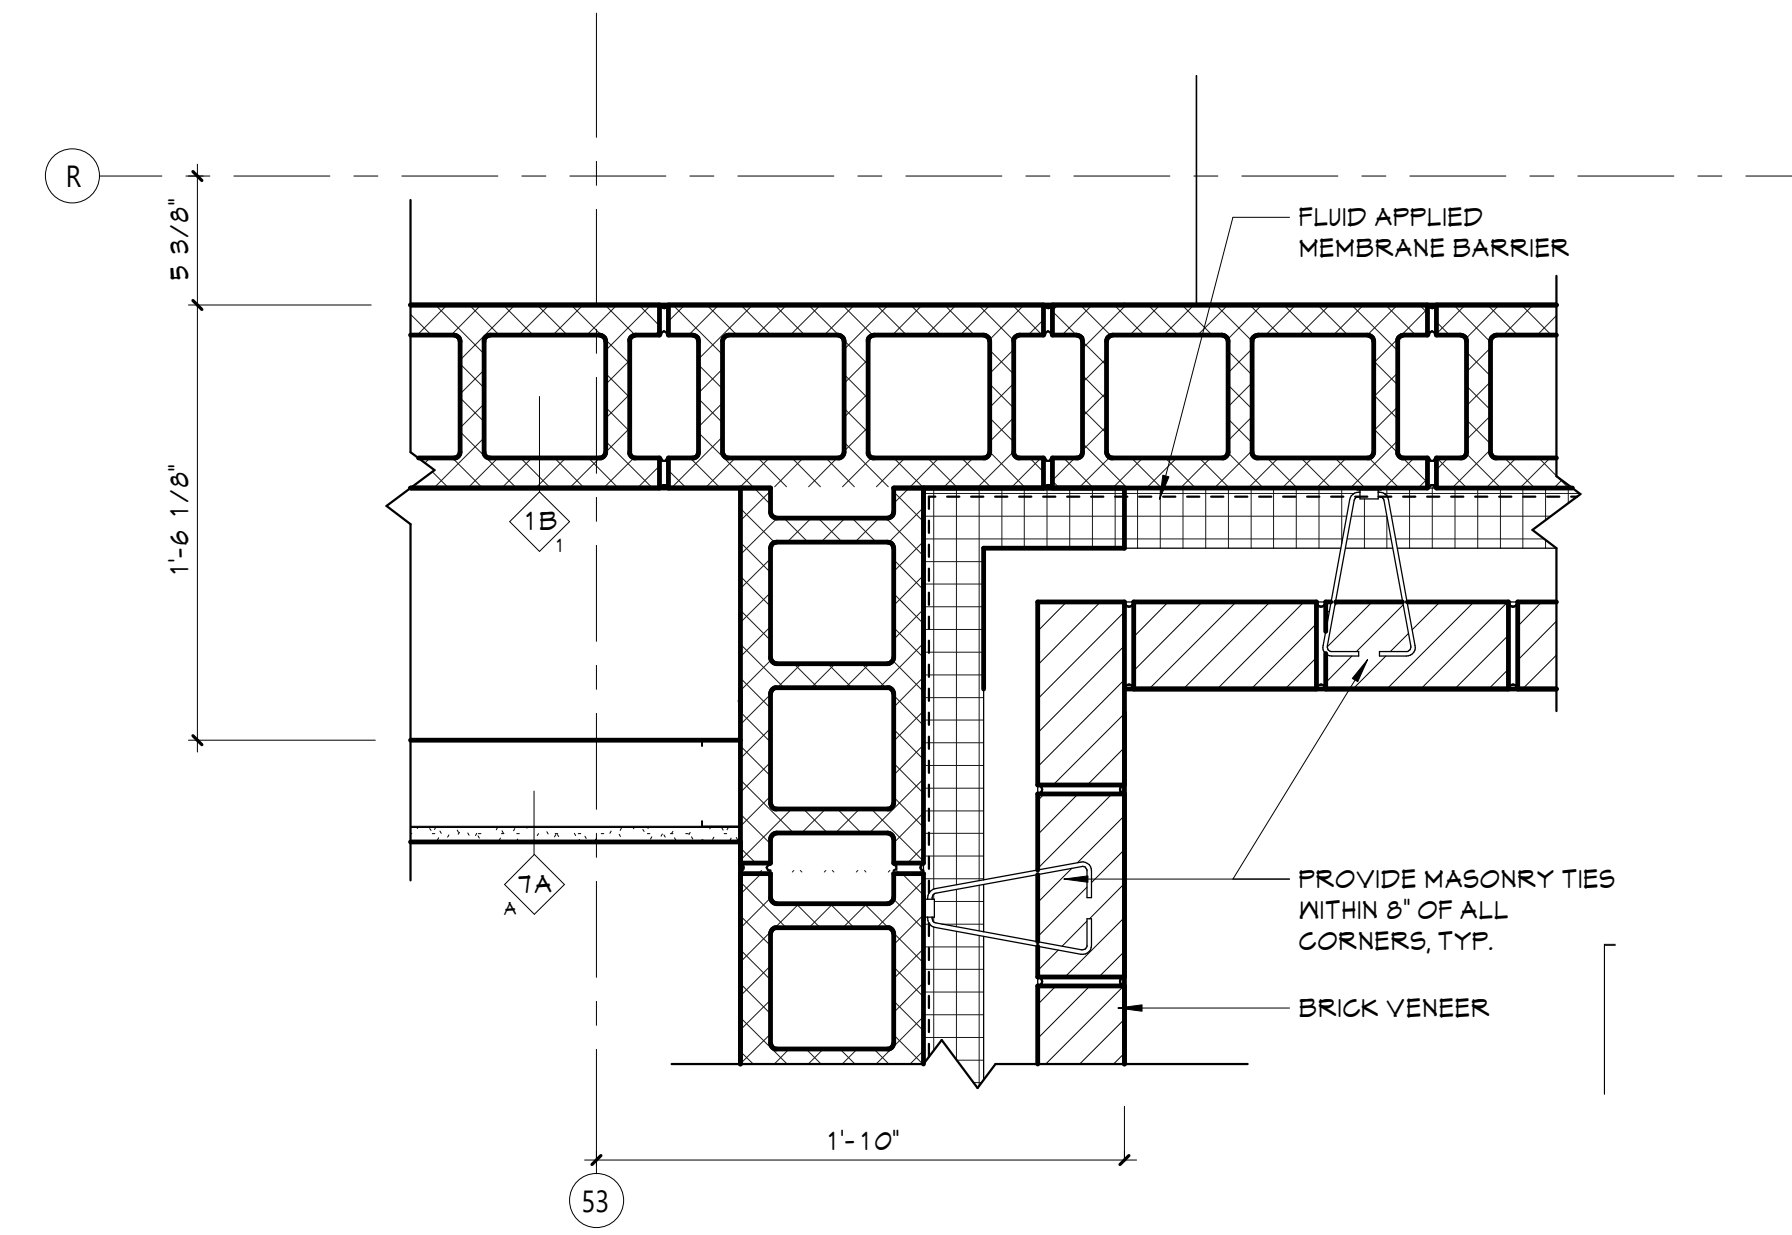 R
5 3/8"
FLUID APPLIED
MEMBRANE BARRIER
1'-6 1/8"
1B
1
7A
A
PROVIDE MASONRY TIES
WITHIN 8" OF ALL
CORNERS, TYP.
BRICK VENEER
1'-10"
53